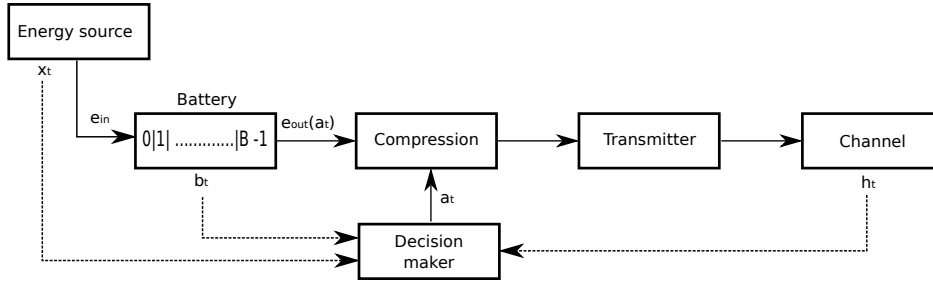 Energy source
xt
Battery
ein
0|1| .............|B -1
eout(at)
Compression
Transmitter
Channel
bt
at
ht
Decision
maker